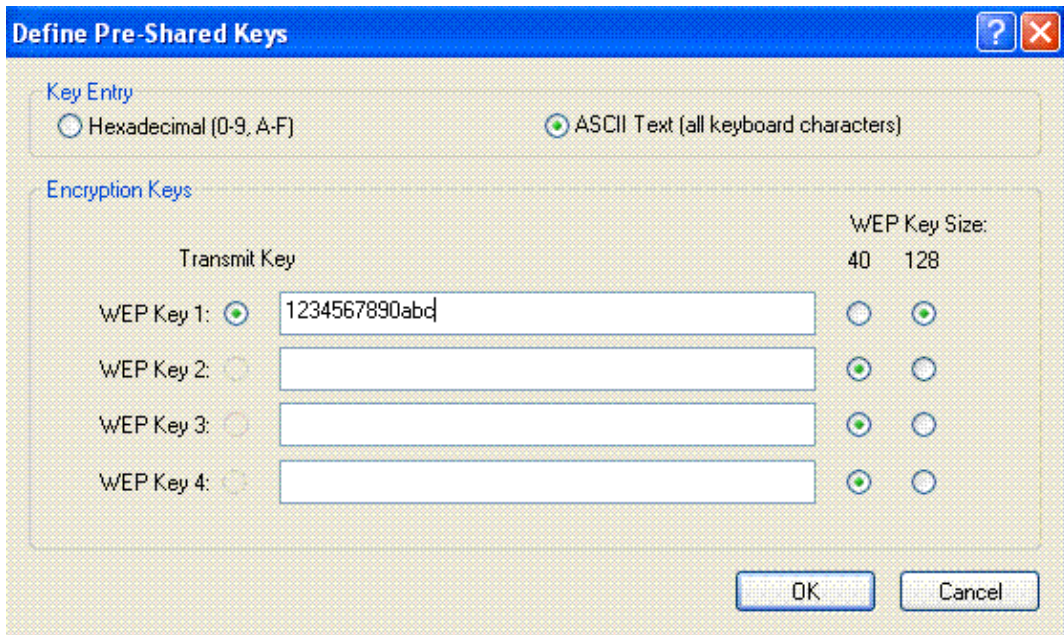 Define Pre-Shared Keys
Key Entry
Hexadecimal (0-9, A-F) ASCII Text (all keyboard characters)
Encryption Keys
WEP Key Size:
Transmit Key 40 128
WEP Key 1: 1234567890abc
WEP Key 2:
WEP Key 3:
WEP Key 4:
OK Cancel